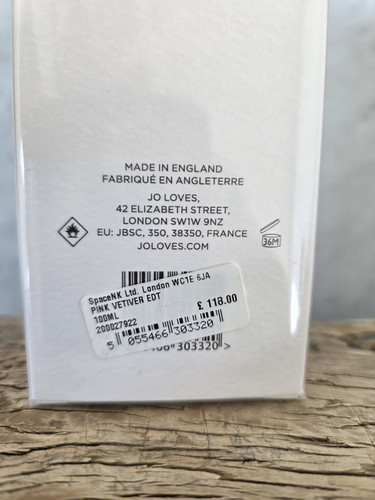 MADE IN ENGLAND
FABRIQUÉ EN ANGLETERRE
JO LOVES,
42 ELIZABETH STREET,
LONDON SW1W 9NZ
EU: JBSC, 350, 38350, FRANCE
JOLOVES.COM
36M
SpaceNK Ltd. London WC1E 6JA
PINK VETIVER EDT
100ML
£ 118.00
200027922
5 055466 303320
303320 >